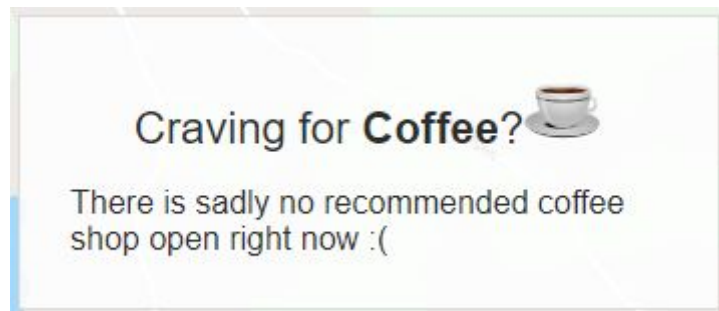 Craving for Coffee?
There is sadly no recommended coffee
shop open right now :(